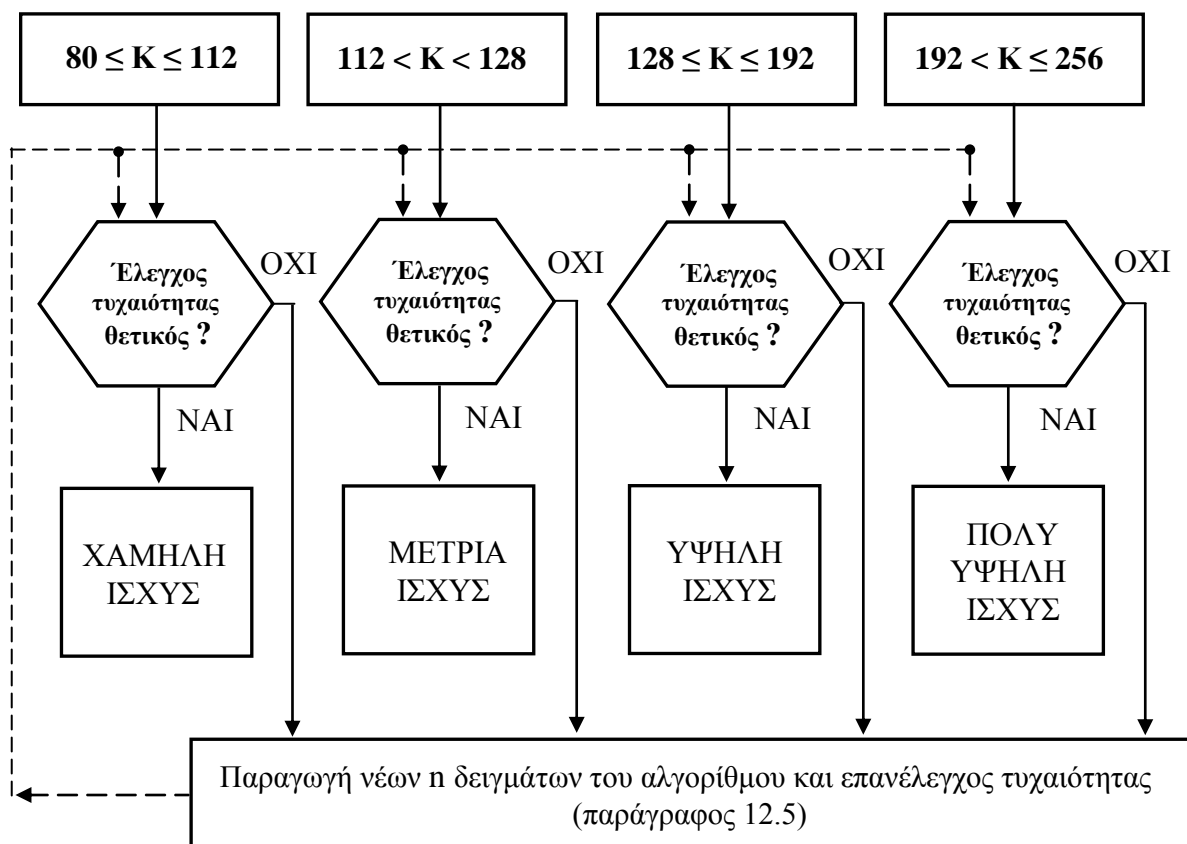 80 ≤ Κ ≤ 112
112 < Κ < 128
128 ≤ Κ ≤ 192
192 < Κ ≤ 256
Έλεγχος
τυχαιότητας
θετικός ?
ΟΧΙ
Έλεγχος
τυχαιότητας
θετικός ?
ΟΧΙ
Έλεγχος
τυχαιότητας
θετικός ?
ΟΧΙ
Έλεγχος
τυχαιότητας
θετικός ?
ΟΧΙ
ΝΑΙ
ΝΑΙ
ΝΑΙ
ΝΑΙ
ΧΑΜΗΛΗ
ΙΣΧΥΣ
ΜΕΤΡΙΑ
ΙΣΧΥΣ
ΥΨΗΛΗ
ΙΣΧΥΣ
ΠΟΛΥ
ΥΨΗΛΗ
ΙΣΧΥΣ
Παραγωγή νέων n δειγμάτων του αλγορίθμου και επανέλεγχος τυχαιότητας
(παράγραφος 12.5)